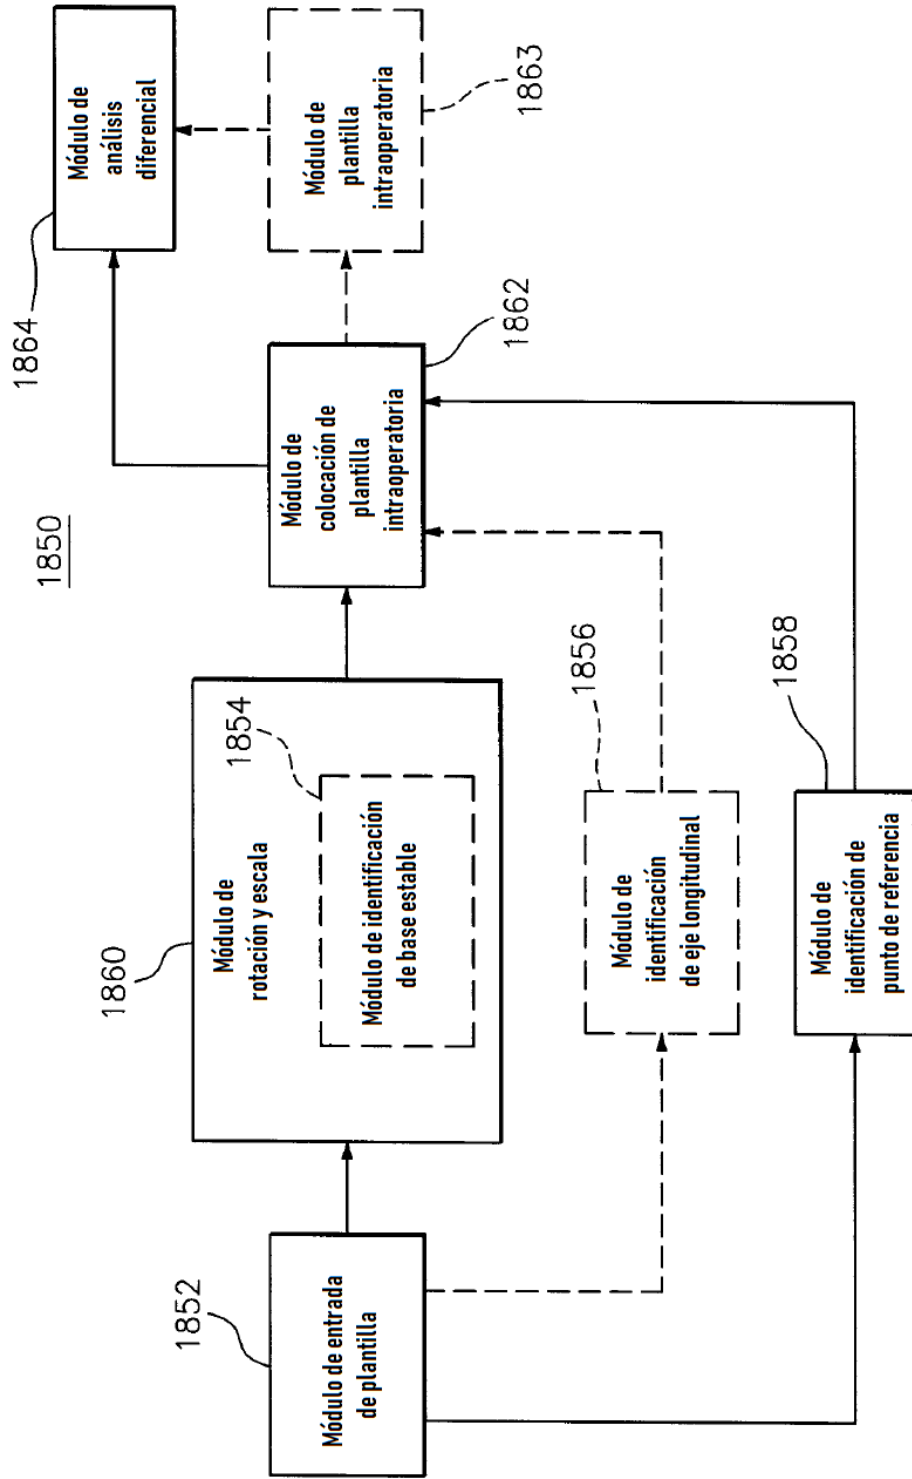 1850
1852
Módulo de entrada
de plantilla
1860
Módulo de
rotación y escala
1854
Módulo de identificación
de base estable
1856
Módulo de
identificación
de eje longitudinal
1858
Módulo de
identificación de
punto de referencia
1862
Módulo de
colocación de
plantilla
intraoperatoria
1864
Módulo de
análisis
diferencial
1863
Módulo de
plantilla
intraoperatoria